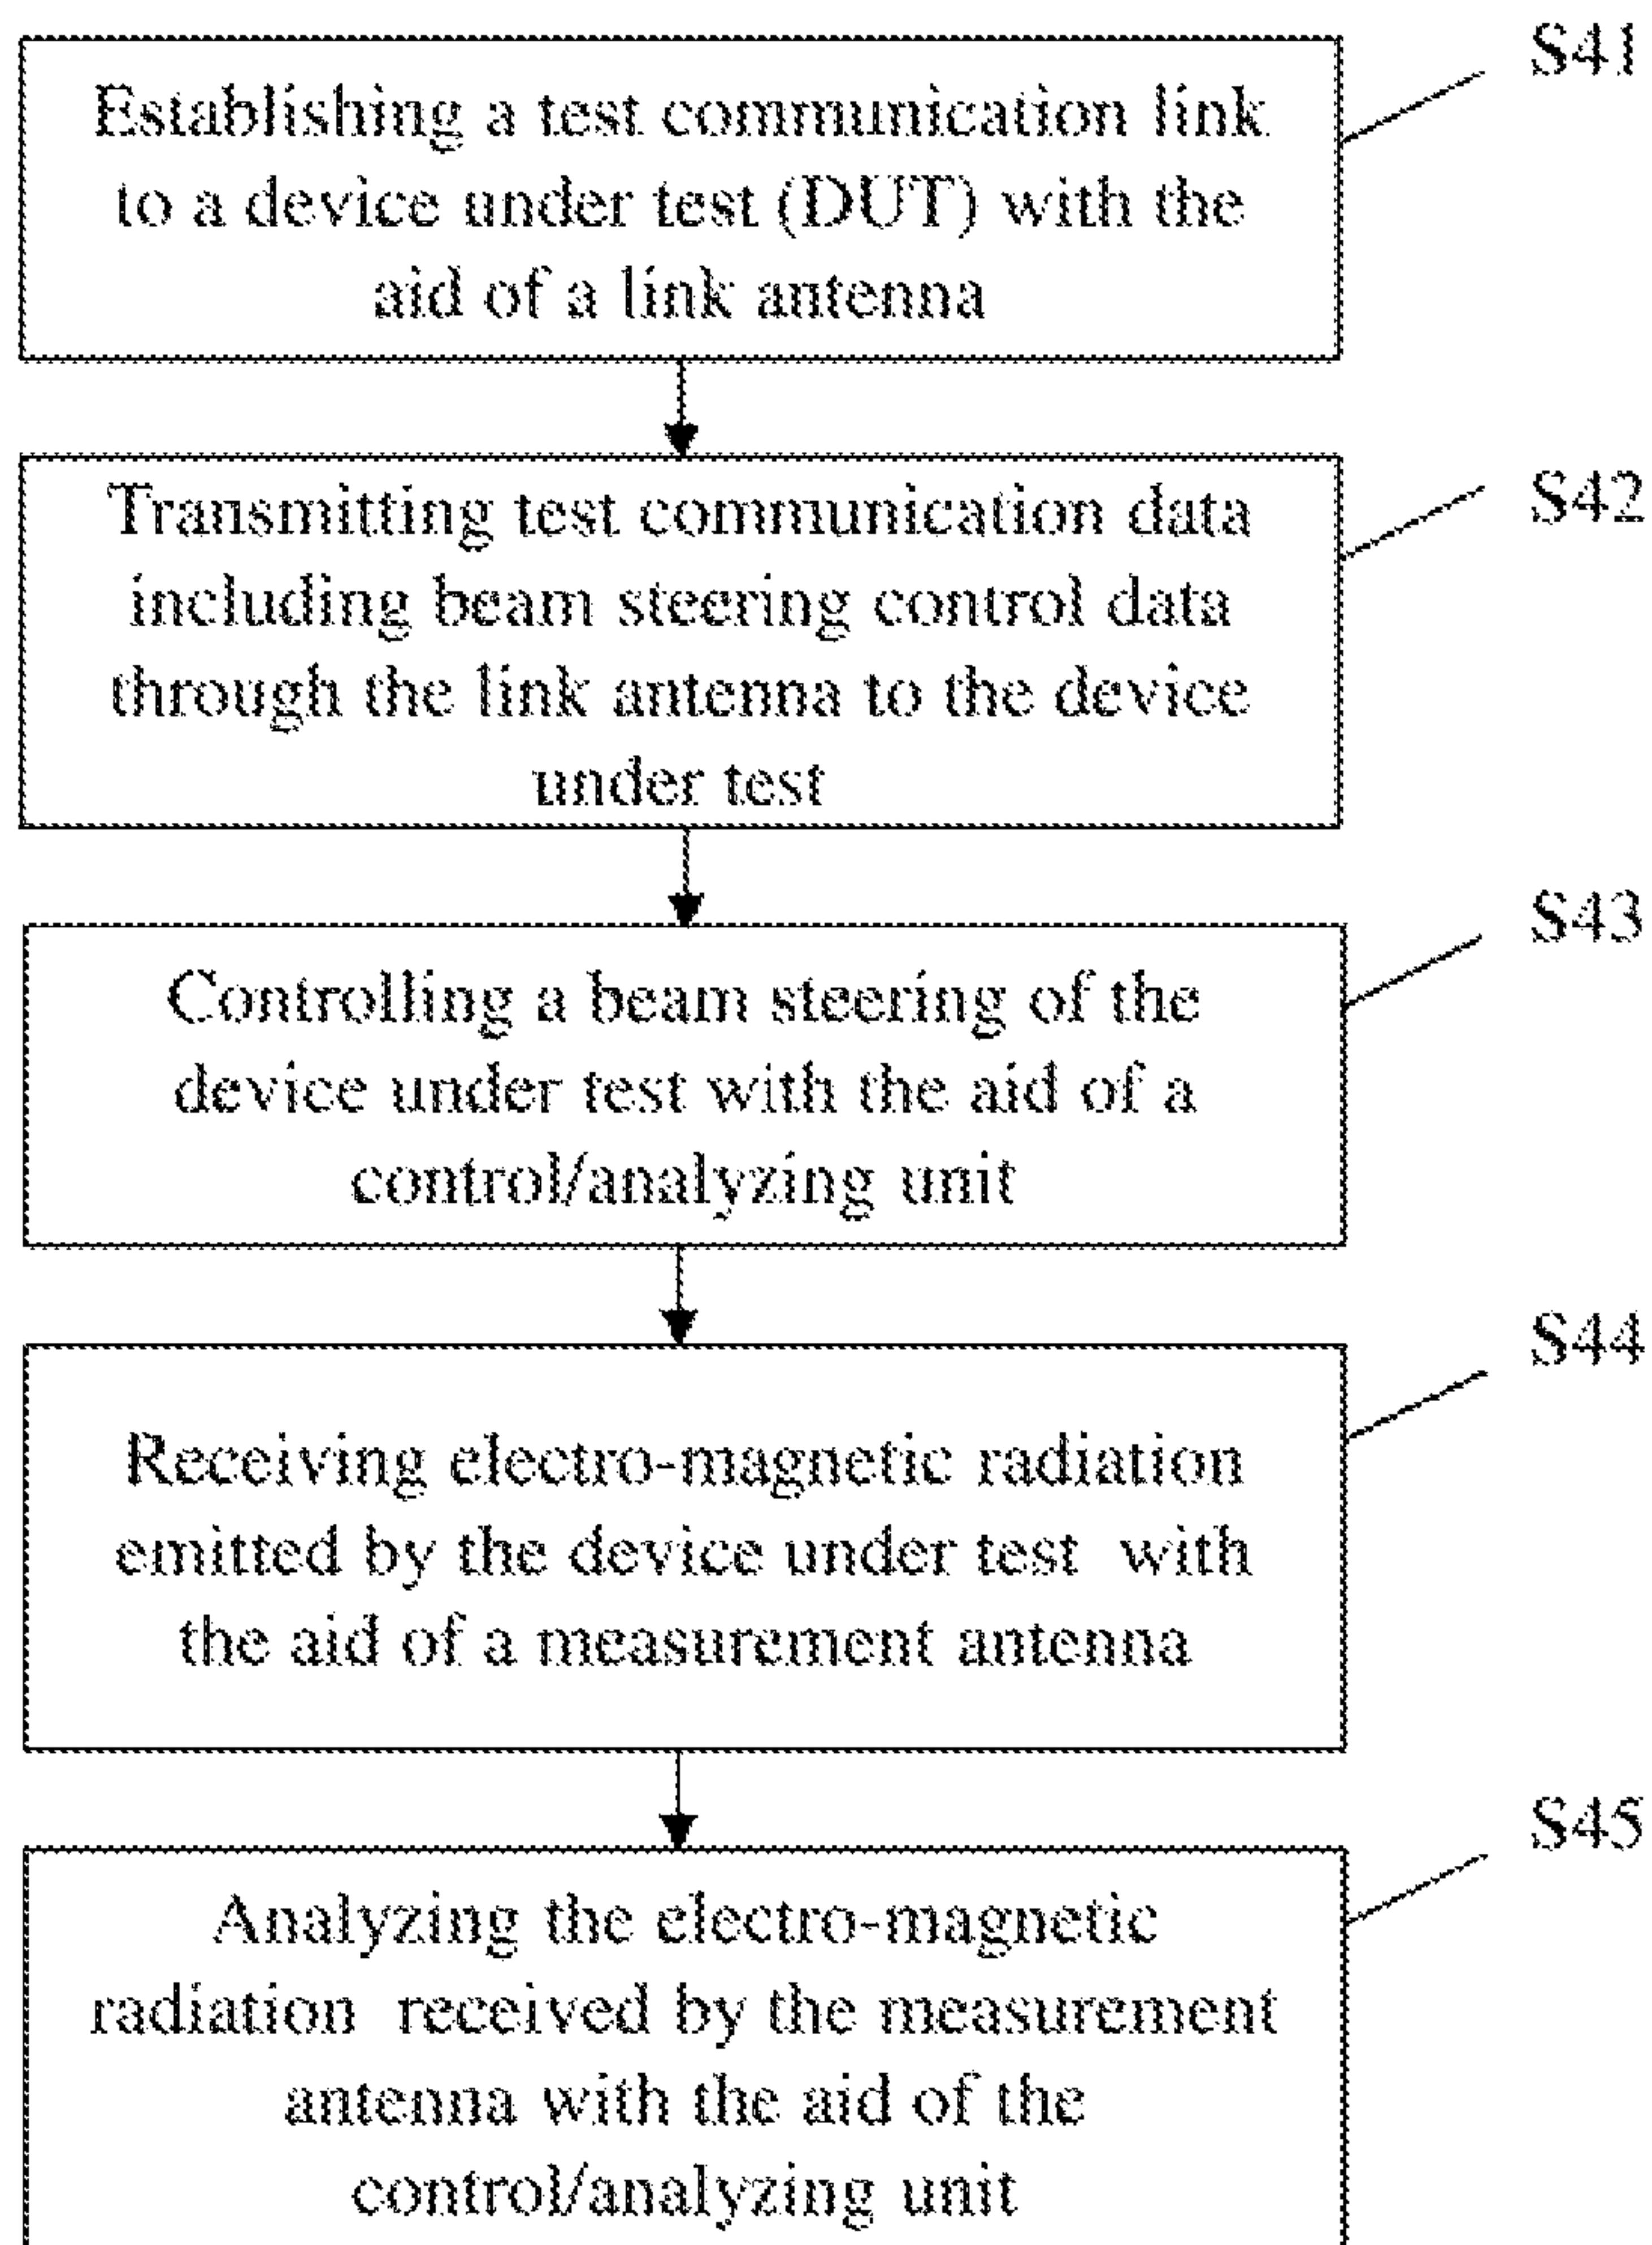 S41
Establishing a test communication link
to a device under test (DUT) with the
aid of a link antenna
S42
Transmitting test communication data
including beam steering control data
through the link antenna to the device
under test
S43
Controlling a beam steering of the
device under test with the aid of a
control/analyzing unit
S44
Receiving electro-magnetic radiation
emitted by the device under test with
the aid of a measurement antenna
S45
Analyzing the electro-magnetic
radiation received by the measurement
antenna with the aid of the
control/analyzing unit